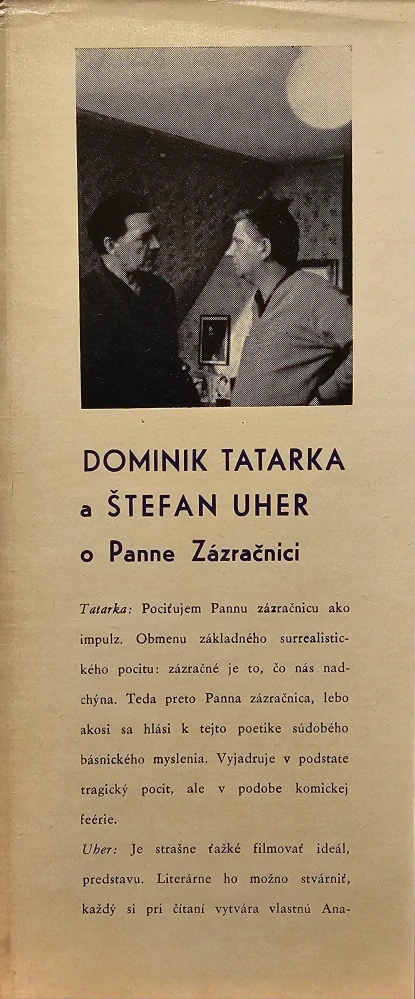 DOMINIK TATARKA
a ŠTEFAN UHER
o Panne Zázračnici
Tatarka: Pociťujem Pannu zázračnicu ako
impulz. Obmenu základného surrealistic-
kého pocitu: zázračné je to, čo nás nad-
chýna. Teda preto Panna zázračnica, lebo
akosi sa hlási k tejto poetike súdobého
básnického myslenia. Vyjadruje v podstate
tragický pocit, ale v podobe komickej
feérie.
Uher: Je strašne ťažké filmovať ideál,
predstavu. Literárne ho možno stvárniť,
každý si pri čítaní vytvára vlastnú Ana-